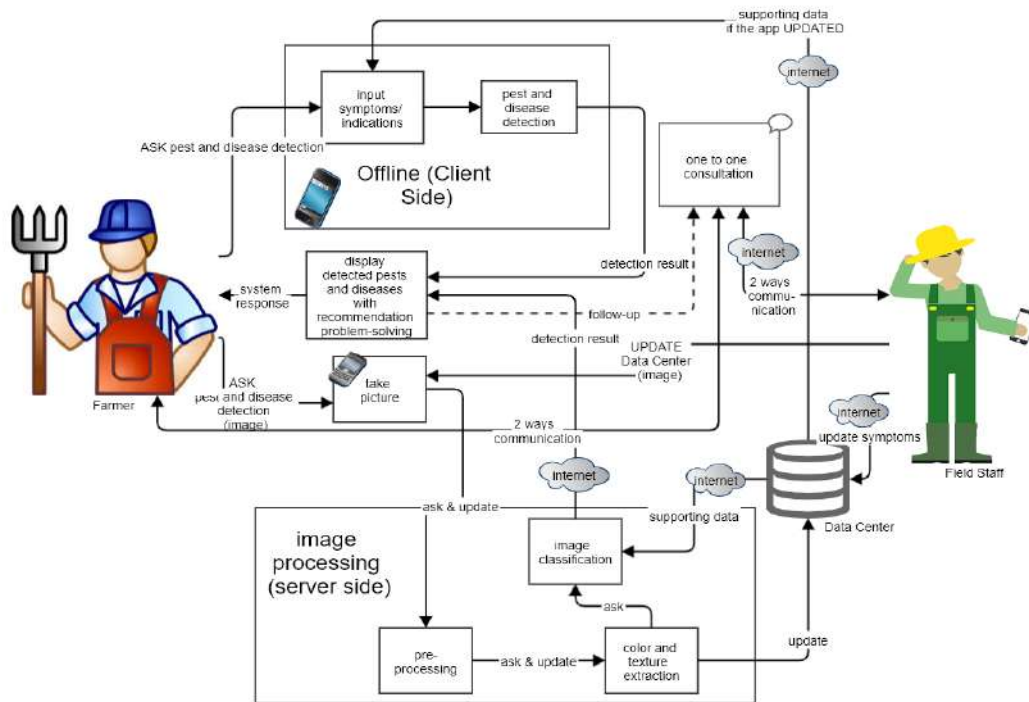 supporting data
if the app UPDATED
internet
input
symptoms/
indications
pest and
disease
detection
ASK pest and disease detection
Offline (Client
Side)
one to one
consultation
internet
2 ways
commu-
nication
detection result
display
detected pests
and diseases
with
recommendation
problem-solving
system
response
follow-up
detection result
UPDATE
Data Center
(image)
take
picture
ASK
pest and disease
detection
(image)
Farmer
2 ways
communication
internet
update symptoms
Field Staff
internet
internet
supporting data
Data Center
ask & update
image
processing
(server side)
image
classification
ask
pre-
processing
ask & update
color and
texture
extraction
update